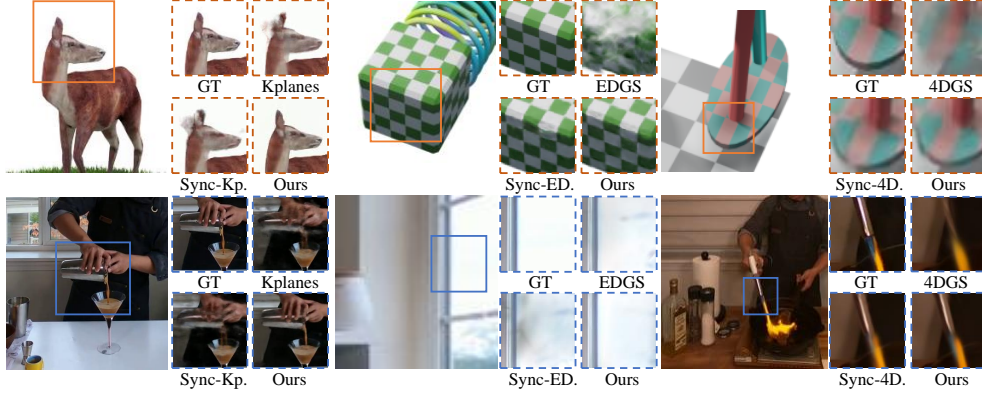 GT Kplanes GT EDGS GT 4DGS
Sync-Kp. Ours Sync-ED. Ours Sync-4D. Ours
GT Kplanes GT EDGS GT 4DGS
Sync-Kp. Ours Sync-ED. Ours Sync-4D. Ours